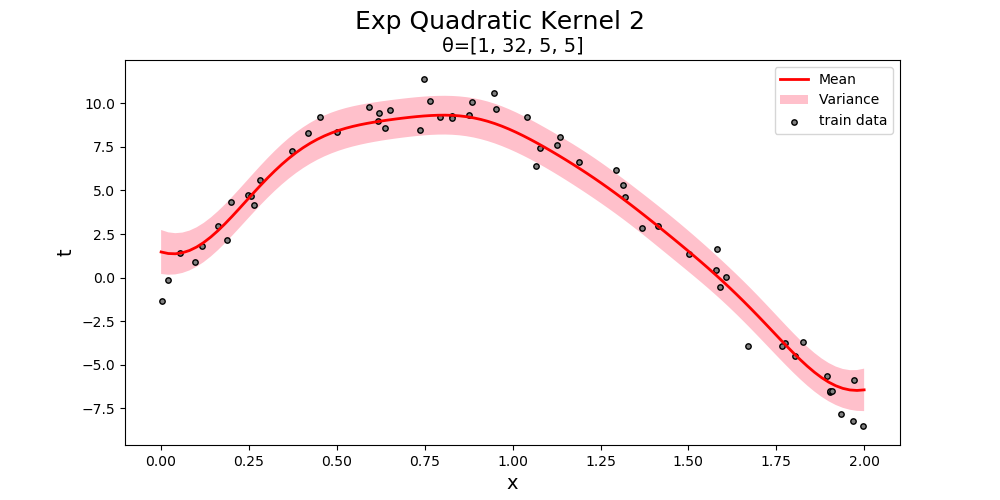 Exp Quadratic Kernel 2
θ=[1, 32, 5, 5]
Mean
Variance
train data
t
10.0
7.5
5.0
2.5
0.0
−2.5
−5.0
−7.5
0.00 0.25 0.50 0.75 1.00 1.25 1.50 1.75 2.00
x